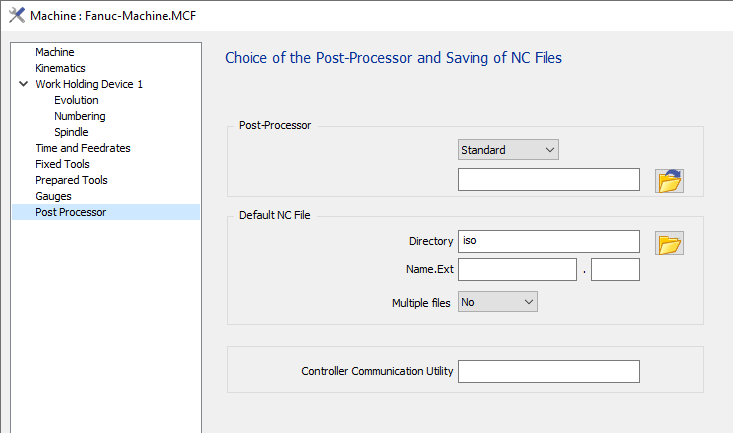 Machine : Fanuc-Machine.MCF
Machine
Kinematics
Work Holding Device 1
Evolution
Numbering
Spindle
Time and Feedrates
Fixed Tools
Prepared Tools
Gauges
Post Processor
Choice of the Post-Processor and Saving of NC Files
Post-Processor
Standard
Default NC File
Directory iso
Name.Ext .
Multiple files No
Controller Communication Utility